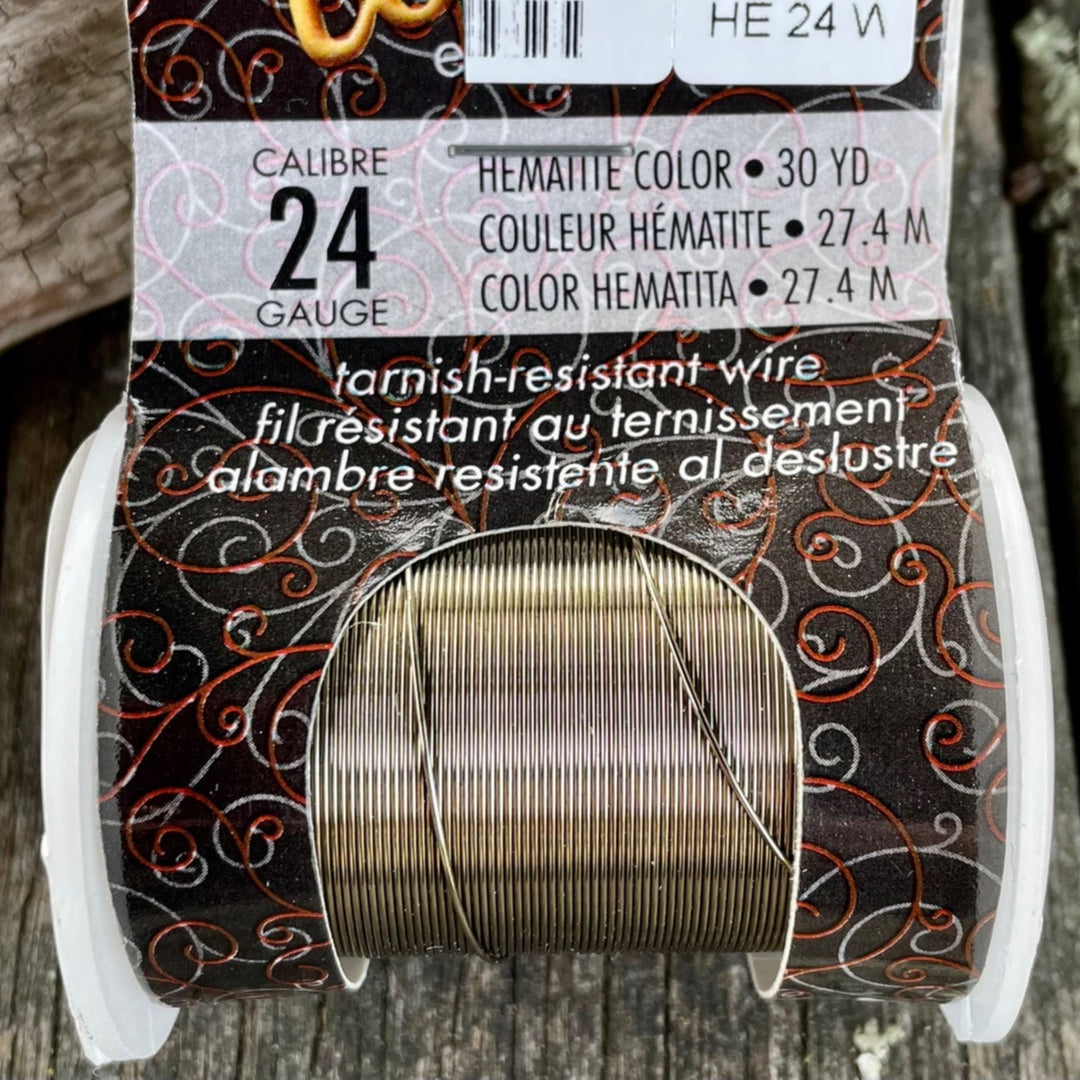 HE 24
CALIBRE
24
GAUGE
HEMATITE COLOR • 30 YD
COULEUR HÉMATITE • 27.4 M
COLOR HEMATITA • 27.4 M
tarnish-resistant wire
fil résistant au ternissement
alambre resistente al deslustre